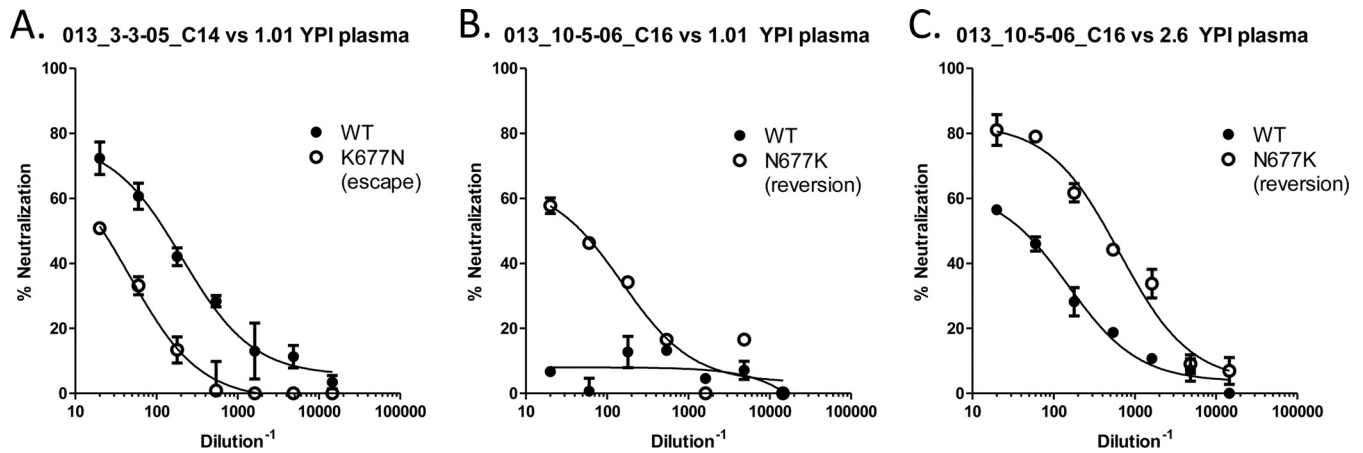 A.
013_3-3-05_C14 vs 1.01 YPI plasma
% Neutralization
100
80
60
40
20
0
WT
K677N
(escape)
10
100
1000
10000
100000
Dilution⁻¹
B.
013_10-5-06_C16 vs 1.01 YPI plasma
% Neutralization
100
80
60
40
20
0
WT
N677K
(reversion)
10
100
1000
10000
100000
Dilution⁻¹
C.
013_10-5-06_C16 vs 2.6 YPI plasma
% Neutralization
100
80
60
40
20
0
WT
N677K
(reversion)
10
100
1000
10000
100000
Dilution⁻¹